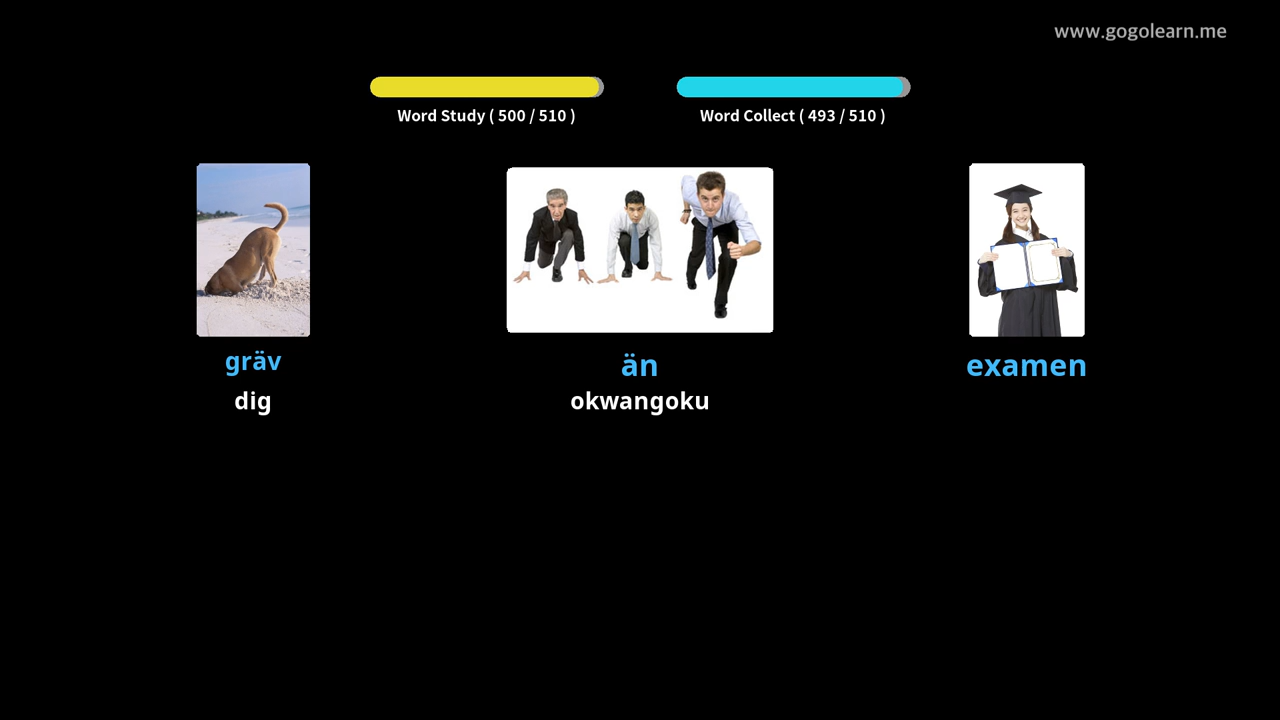 www.gogolearn.me
Word Study ( 500 / 510 )
Word Collect ( 493 / 510 )
gräv
dig
än
okwangoku
examen